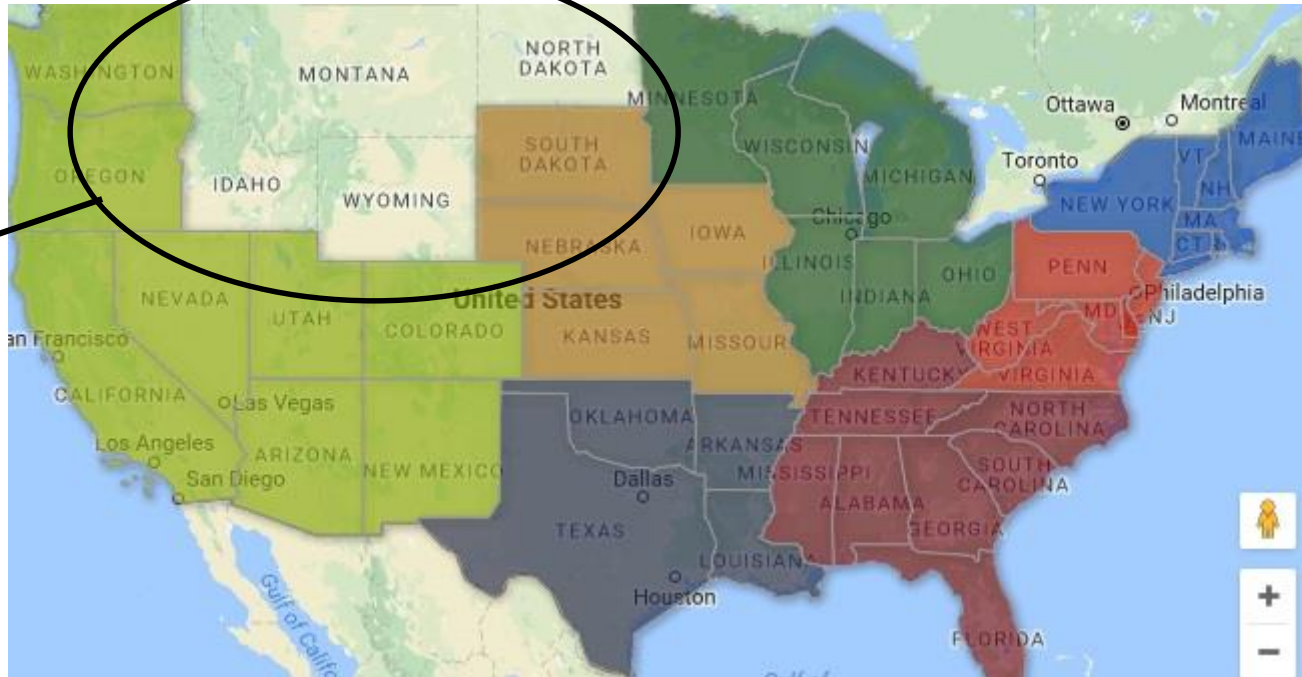 WASHINGTON
MONTANA
NORTH
DAKOTA
MINNESOTA
Ottawa
Montreal
MAINE
OREGON
IDAHO
WYOMING
SOUTH
DAKOTA
WISCONSIN
MICHIGAN
Toronto
VT
NH
NEW YORK
MA
CT
NEVADA
UTAH
COLORADO
NEBRASKA
IOWA
Chicago
ILLINOIS
INDIANA
OHIO
PENN
Philadelphia
MD
NJ
United States
an Francisco
KANSAS
MISSOUR
WEST
VIRGINIA
KENTUCKY
VIRGINIA
CALIFORNIA
Las Vegas
OKLAHOMA
TENNESSEE
NORTH
CAROLINA
Los Angeles
ARIZONA
NEW MEXICO
ARKANSAS
MISSISSIPPI
SOUTH
CAROLINA
San Diego
Dallas
ALABAMA
GEORGIA
TEXAS
LOUISIANA
Houston
FLORIDA
Gulf of Califo
+
−